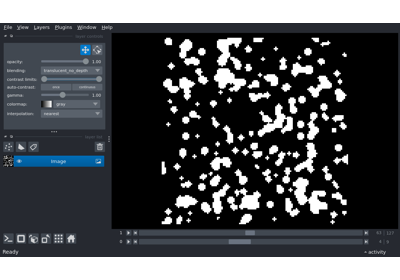 File View Layers Plugins Window Help
opacity: 1.00
blending: translucent_no_depth
contrast limits:
auto-contrast: once continuous
gamma: 1.00
colormap: gray
interpolation: nearest
Image
1
0
Ready
activity